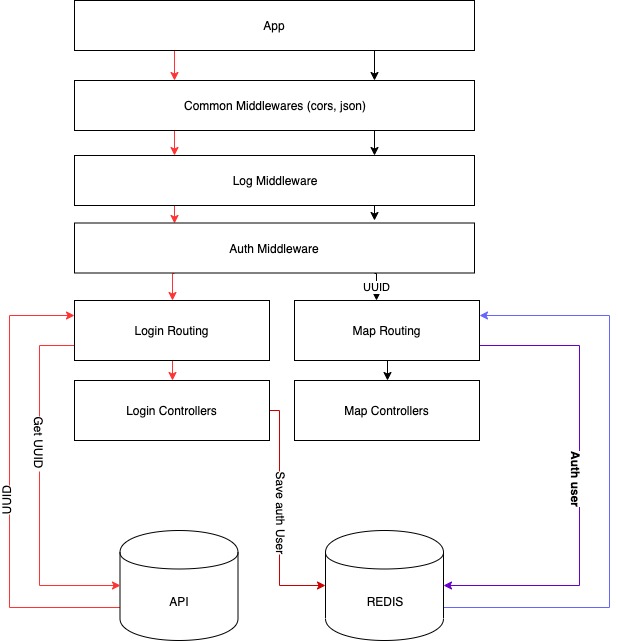 App
Common Middlewares (cors, json)
Log Middleware
Auth Middleware
UUID
Login Routing
Map Routing
Login Controllers
Map Controllers
Get UUID
UUID
Save auth User
Auth user
API
REDIS